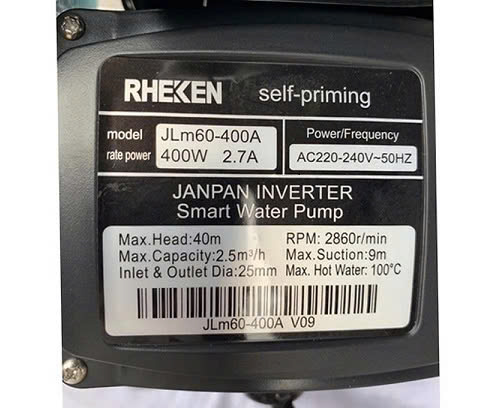 RHEKEN self-priming
model JLm60-400A
rate power 400W 2.7A
Power/Frequency
AC220-240V~50HZ
JANPAN INVERTER
Smart Water Pump
Max.Head:40m RPM: 2860r/min
Max.Capacity:2.5m³/h Max.Suction:9m
Inlet & Outlet Dia:25mm Max. Hot Water: 100°C
JLm60-400A V09